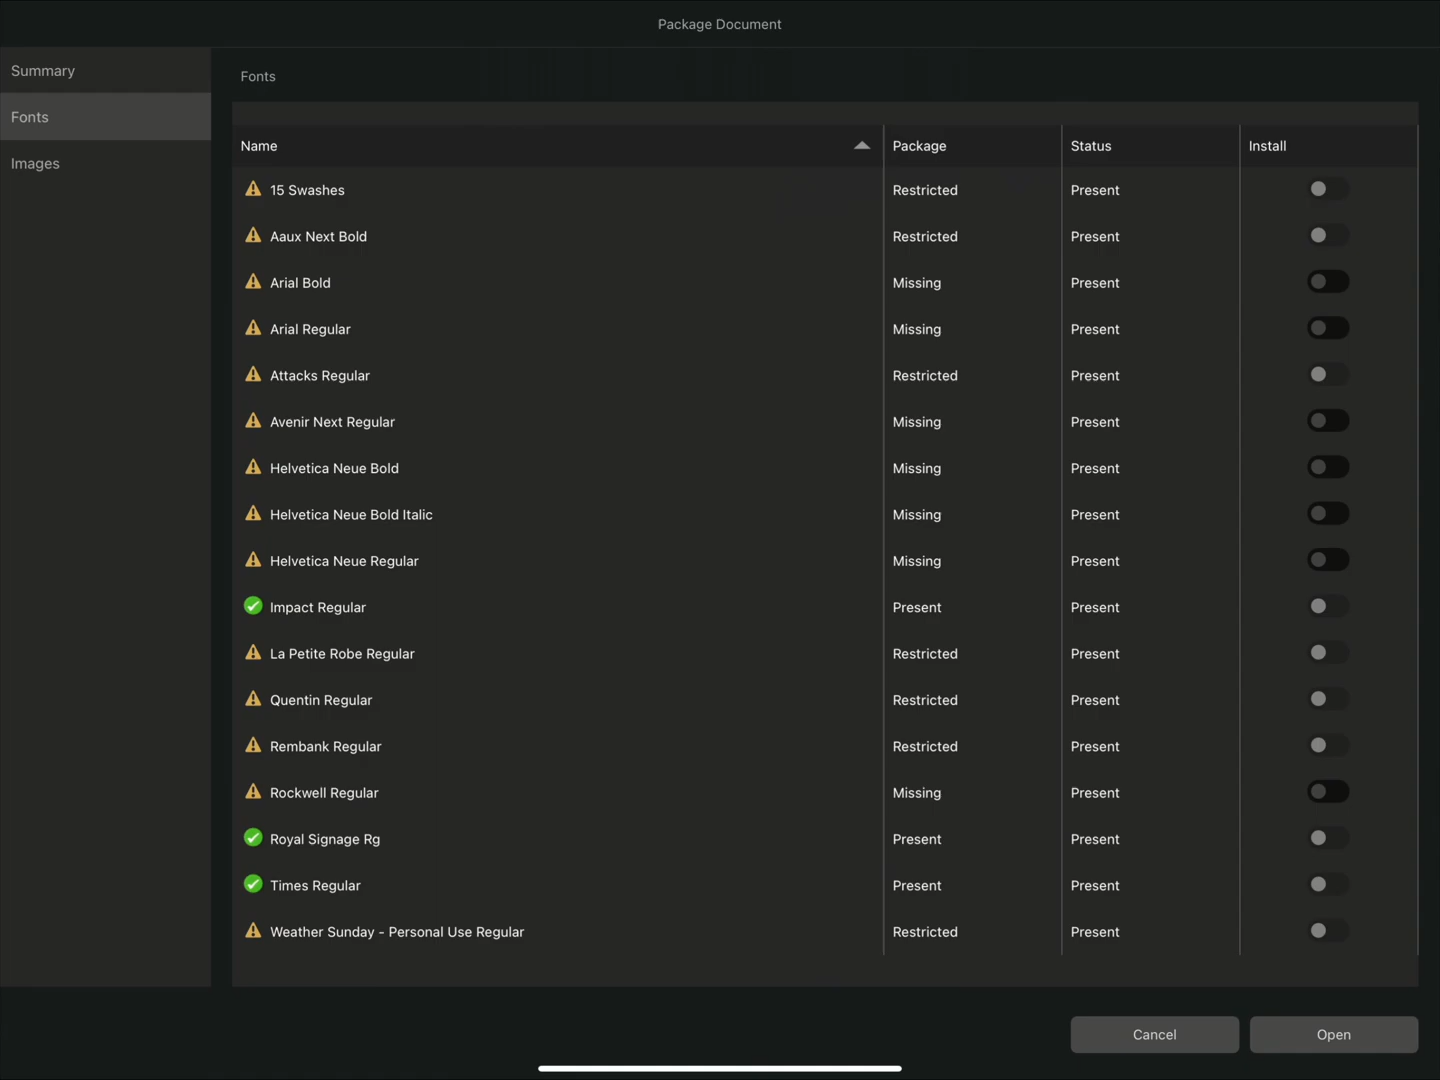 Package Document
Summary
Fonts
Images
Fonts
Name Package Status Install
15 Swashes Restricted Present
Aaux Next Bold Restricted Present
Arial Bold Missing Present
Arial Regular Missing Present
Attacks Regular Restricted Present
Avenir Next Regular Missing Present
Helvetica Neue Bold Missing Present
Helvetica Neue Bold Italic Missing Present
Helvetica Neue Regular Missing Present
Impact Regular Present Present
La Petite Robe Regular Restricted Present
Quentin Regular Restricted Present
Rembank Regular Restricted Present
Rockwell Regular Missing Present
Royal Signage Rg Present Present
Times Regular Present Present
Weather Sunday - Personal Use Regular Restricted Present
Cancel Open